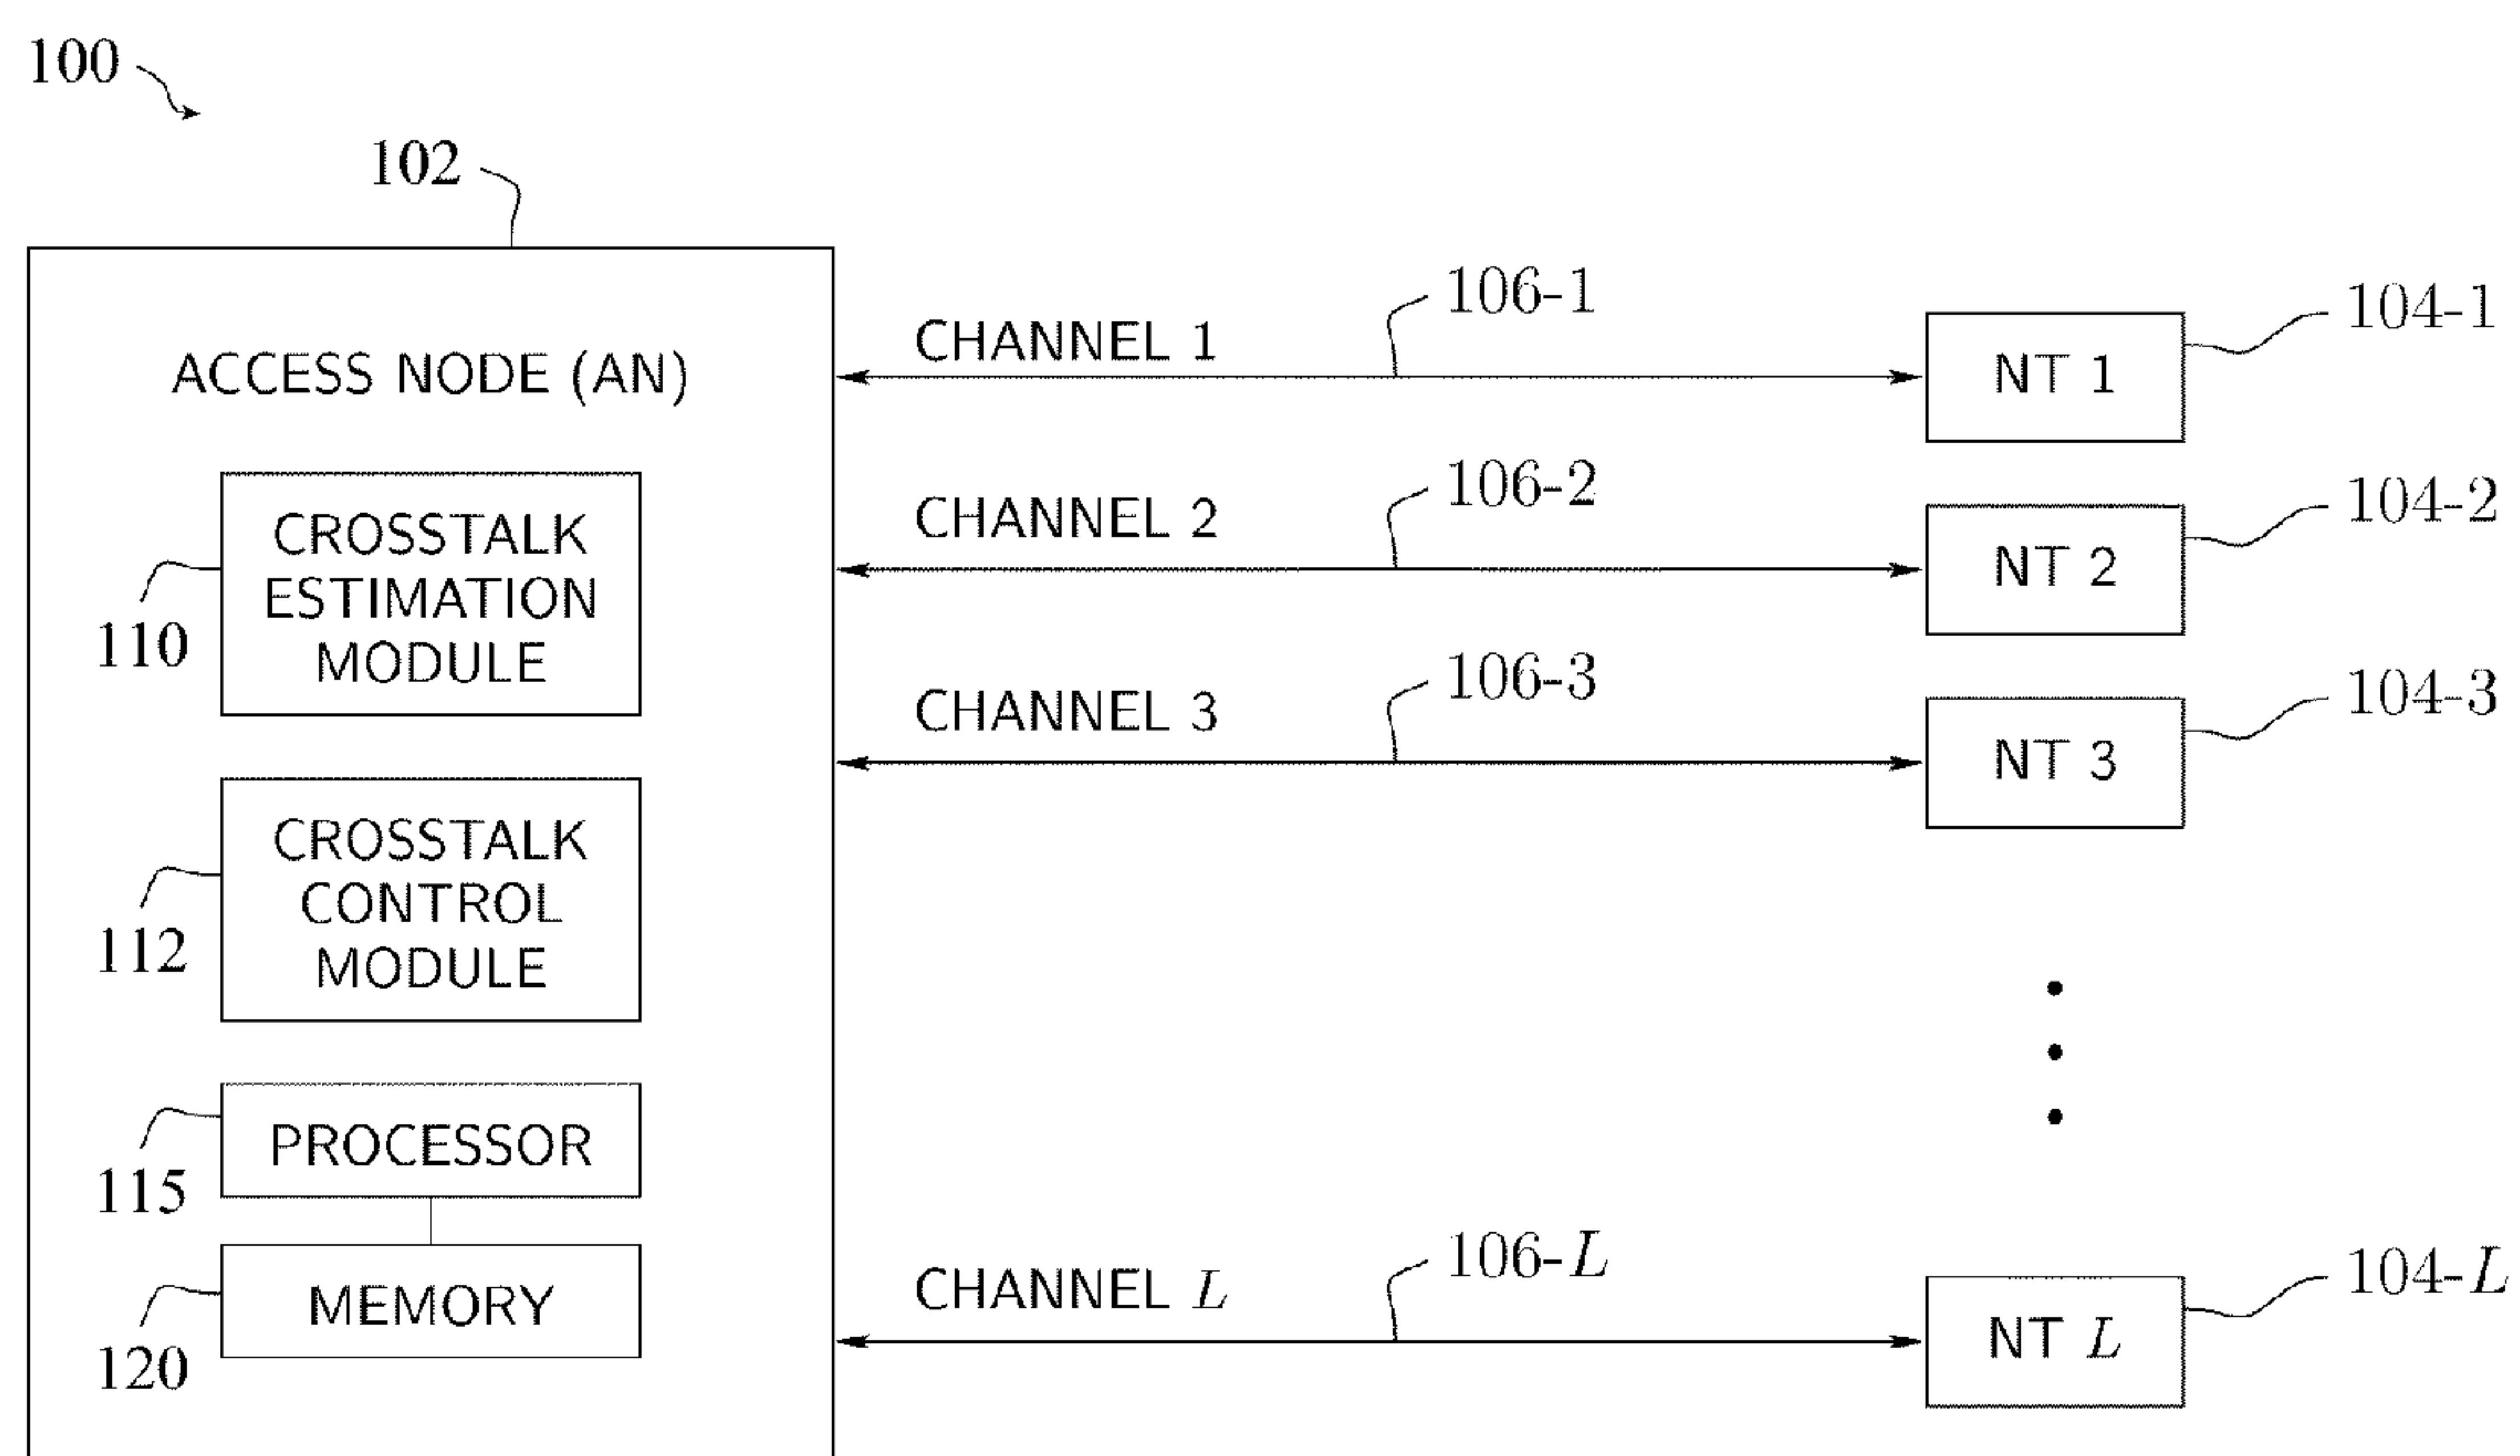 100
102
ACCESS NODE (AN)
CROSSTALK
ESTIMATION
MODULE
110
CROSSTALK
CONTROL
MODULE
112
PROCESSOR
115
MEMORY
120
CHANNEL 1
106-1
NT 1
104-1
CHANNEL 2
106-2
NT 2
104-2
CHANNEL 3
106-3
NT 3
104-3
CHANNEL L
106-L
NT L
104-L